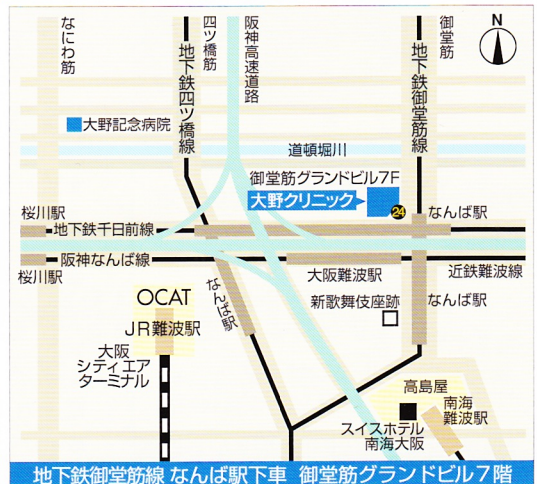 なにわ筋
地下鉄四ツ橋線
四ツ橋筋
阪神高速道路
地下鉄御堂筋線
御堂筋
N
大野記念病院
道頓堀川
御堂筋グランドビル7F
大野クリニック
24
なんば駅
桜川駅
地下鉄千日前線
阪神なんば線
桜川駅
大阪難波駅
近鉄難波線
なんば駅
なんば駅
新歌舞伎座跡
OCAT
JR難波駅
大阪
シティエア
ターミナル
高島屋
スイスホテル
南海大阪
南海
難波駅
地下鉄御堂筋線 なんば駅下車 御堂筋グランドビル7階